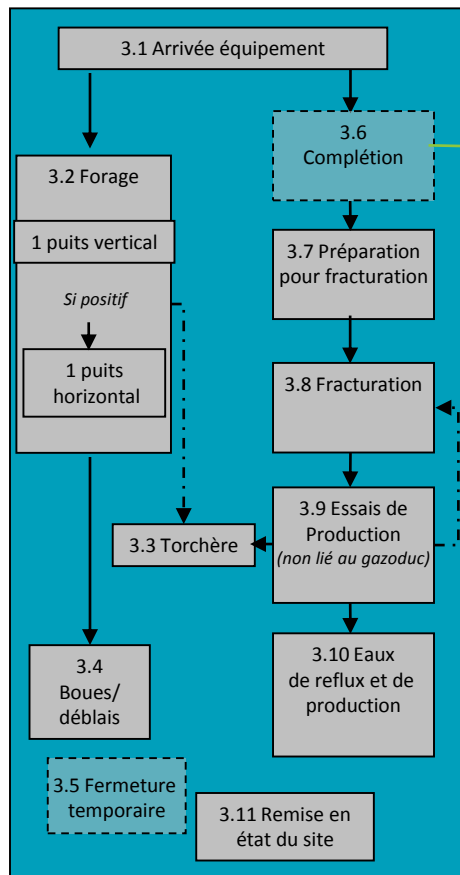 3.1 Arrivée équipement
3.2 Forage
1 puits vertical
Si positif
1 puits
horizontal
3.3 Torchère
3.4
Boues/
déblais
3.5 Fermeture
temporaire
3.6
Complétion
3.7 Préparation
pour fracturation
3.8 Fracturation
3.9 Essais de
Production
(non lié au gazoduc)
3.10 Eaux
de reflux et de
production
3.11 Remise en
état du site